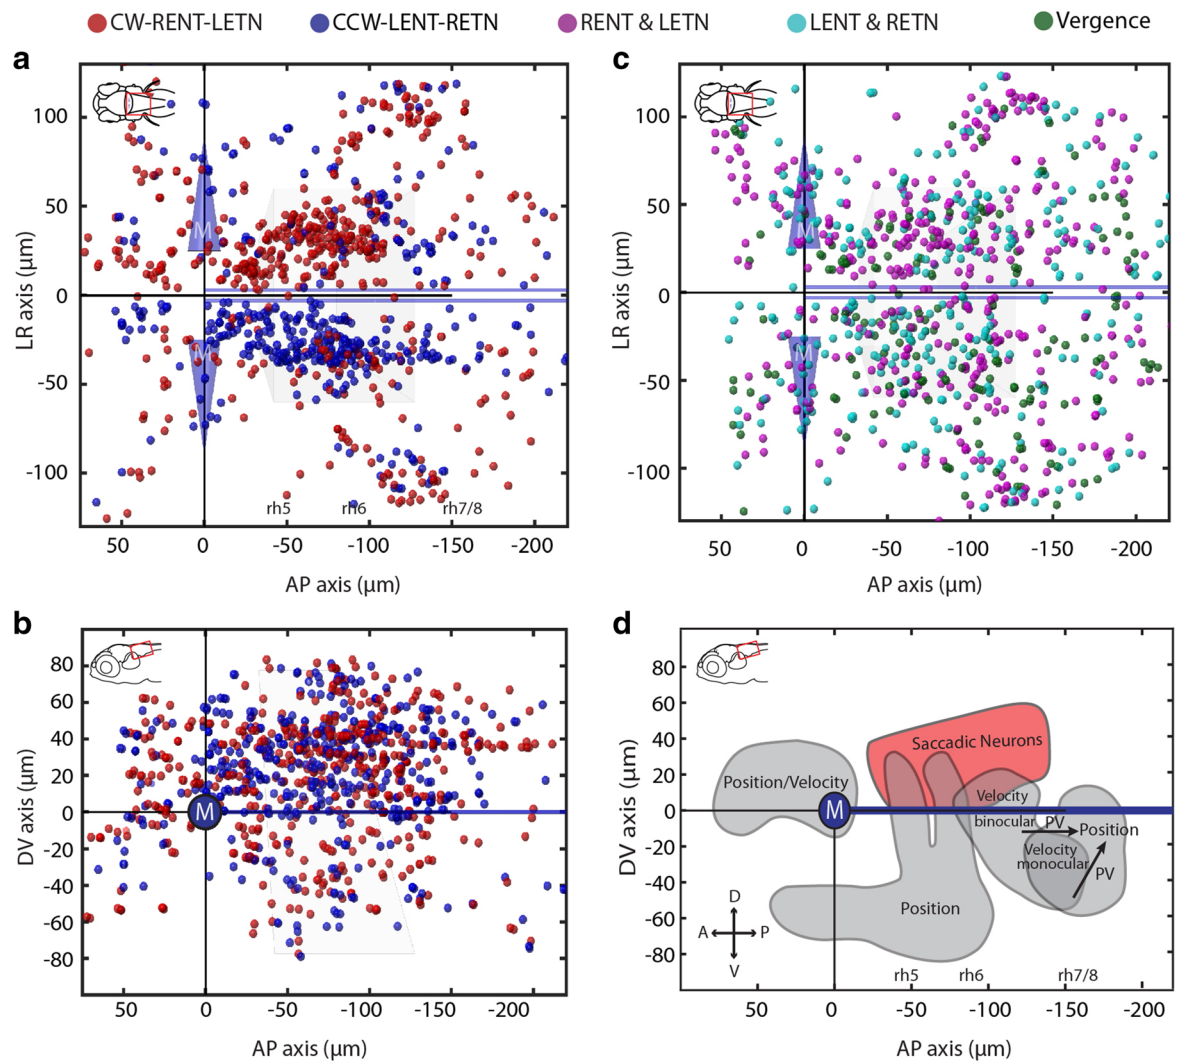 CW-RENT-LETN CCW-LENT-RETN RENT & LETN LENT & RETN Vergence
a
100
50
0
-50
-100
LR axis (µm)
M
M
rh5 rh6 rh7/8
50 0 -50 -100 -150 -200
AP axis (µm)
c
100
50
0
-50
-100
LR axis (µm)
M
M
50 0 -50 -100 -150 -200
AP axis (µm)
b
80
60
40
20
0
-20
-40
-60
-80
DV axis (µm)
M
50 0 -50 -100 -150 -200
AP axis (µm)
d
80
60
40
20
0
-20
-40
-60
-80
DV axis (µm)
Saccadic Neurons
Position/Velocity
M
Velocity
binocular PV
Position
Velocity
monocular
PV
Position
D
A P
V
rh5 rh6 rh7/8
50 0 -50 -100 -150 -200
AP axis (µm)